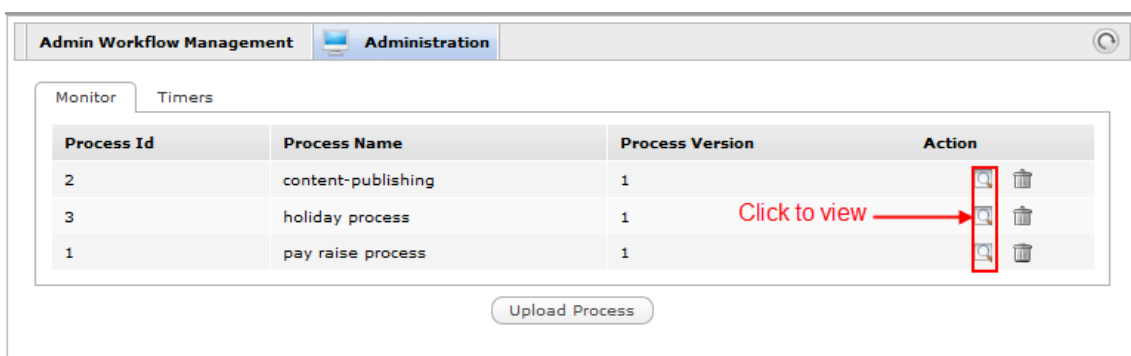 Admin Workflow Management Administration
Monitor Timers
Process Id Process Name Process Version Action
2 content-publishing 1
3 holiday process 1 Click to view
1 pay raise process 1
Upload Process